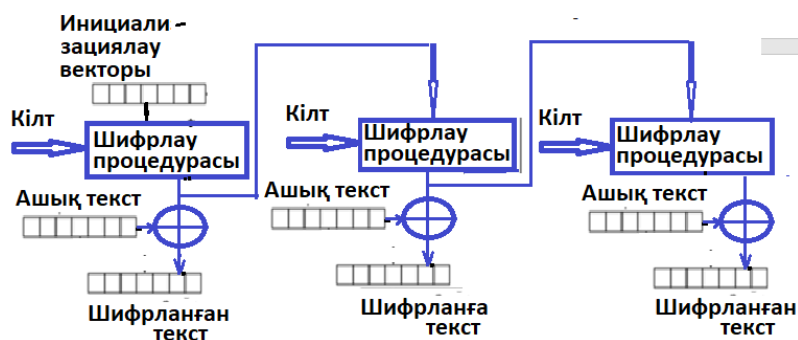 Инициали -
зациялау
векторы
Кілт
Шифрлау
процедурасы
Ашық текст
Шифрланған
текст
Кілт
Шифрлау
процедурасы
Ашық текст
Шифрланға
текст
Кілт
Шифрлау
процедурасы
Ашық текст
Шифрланған
текст